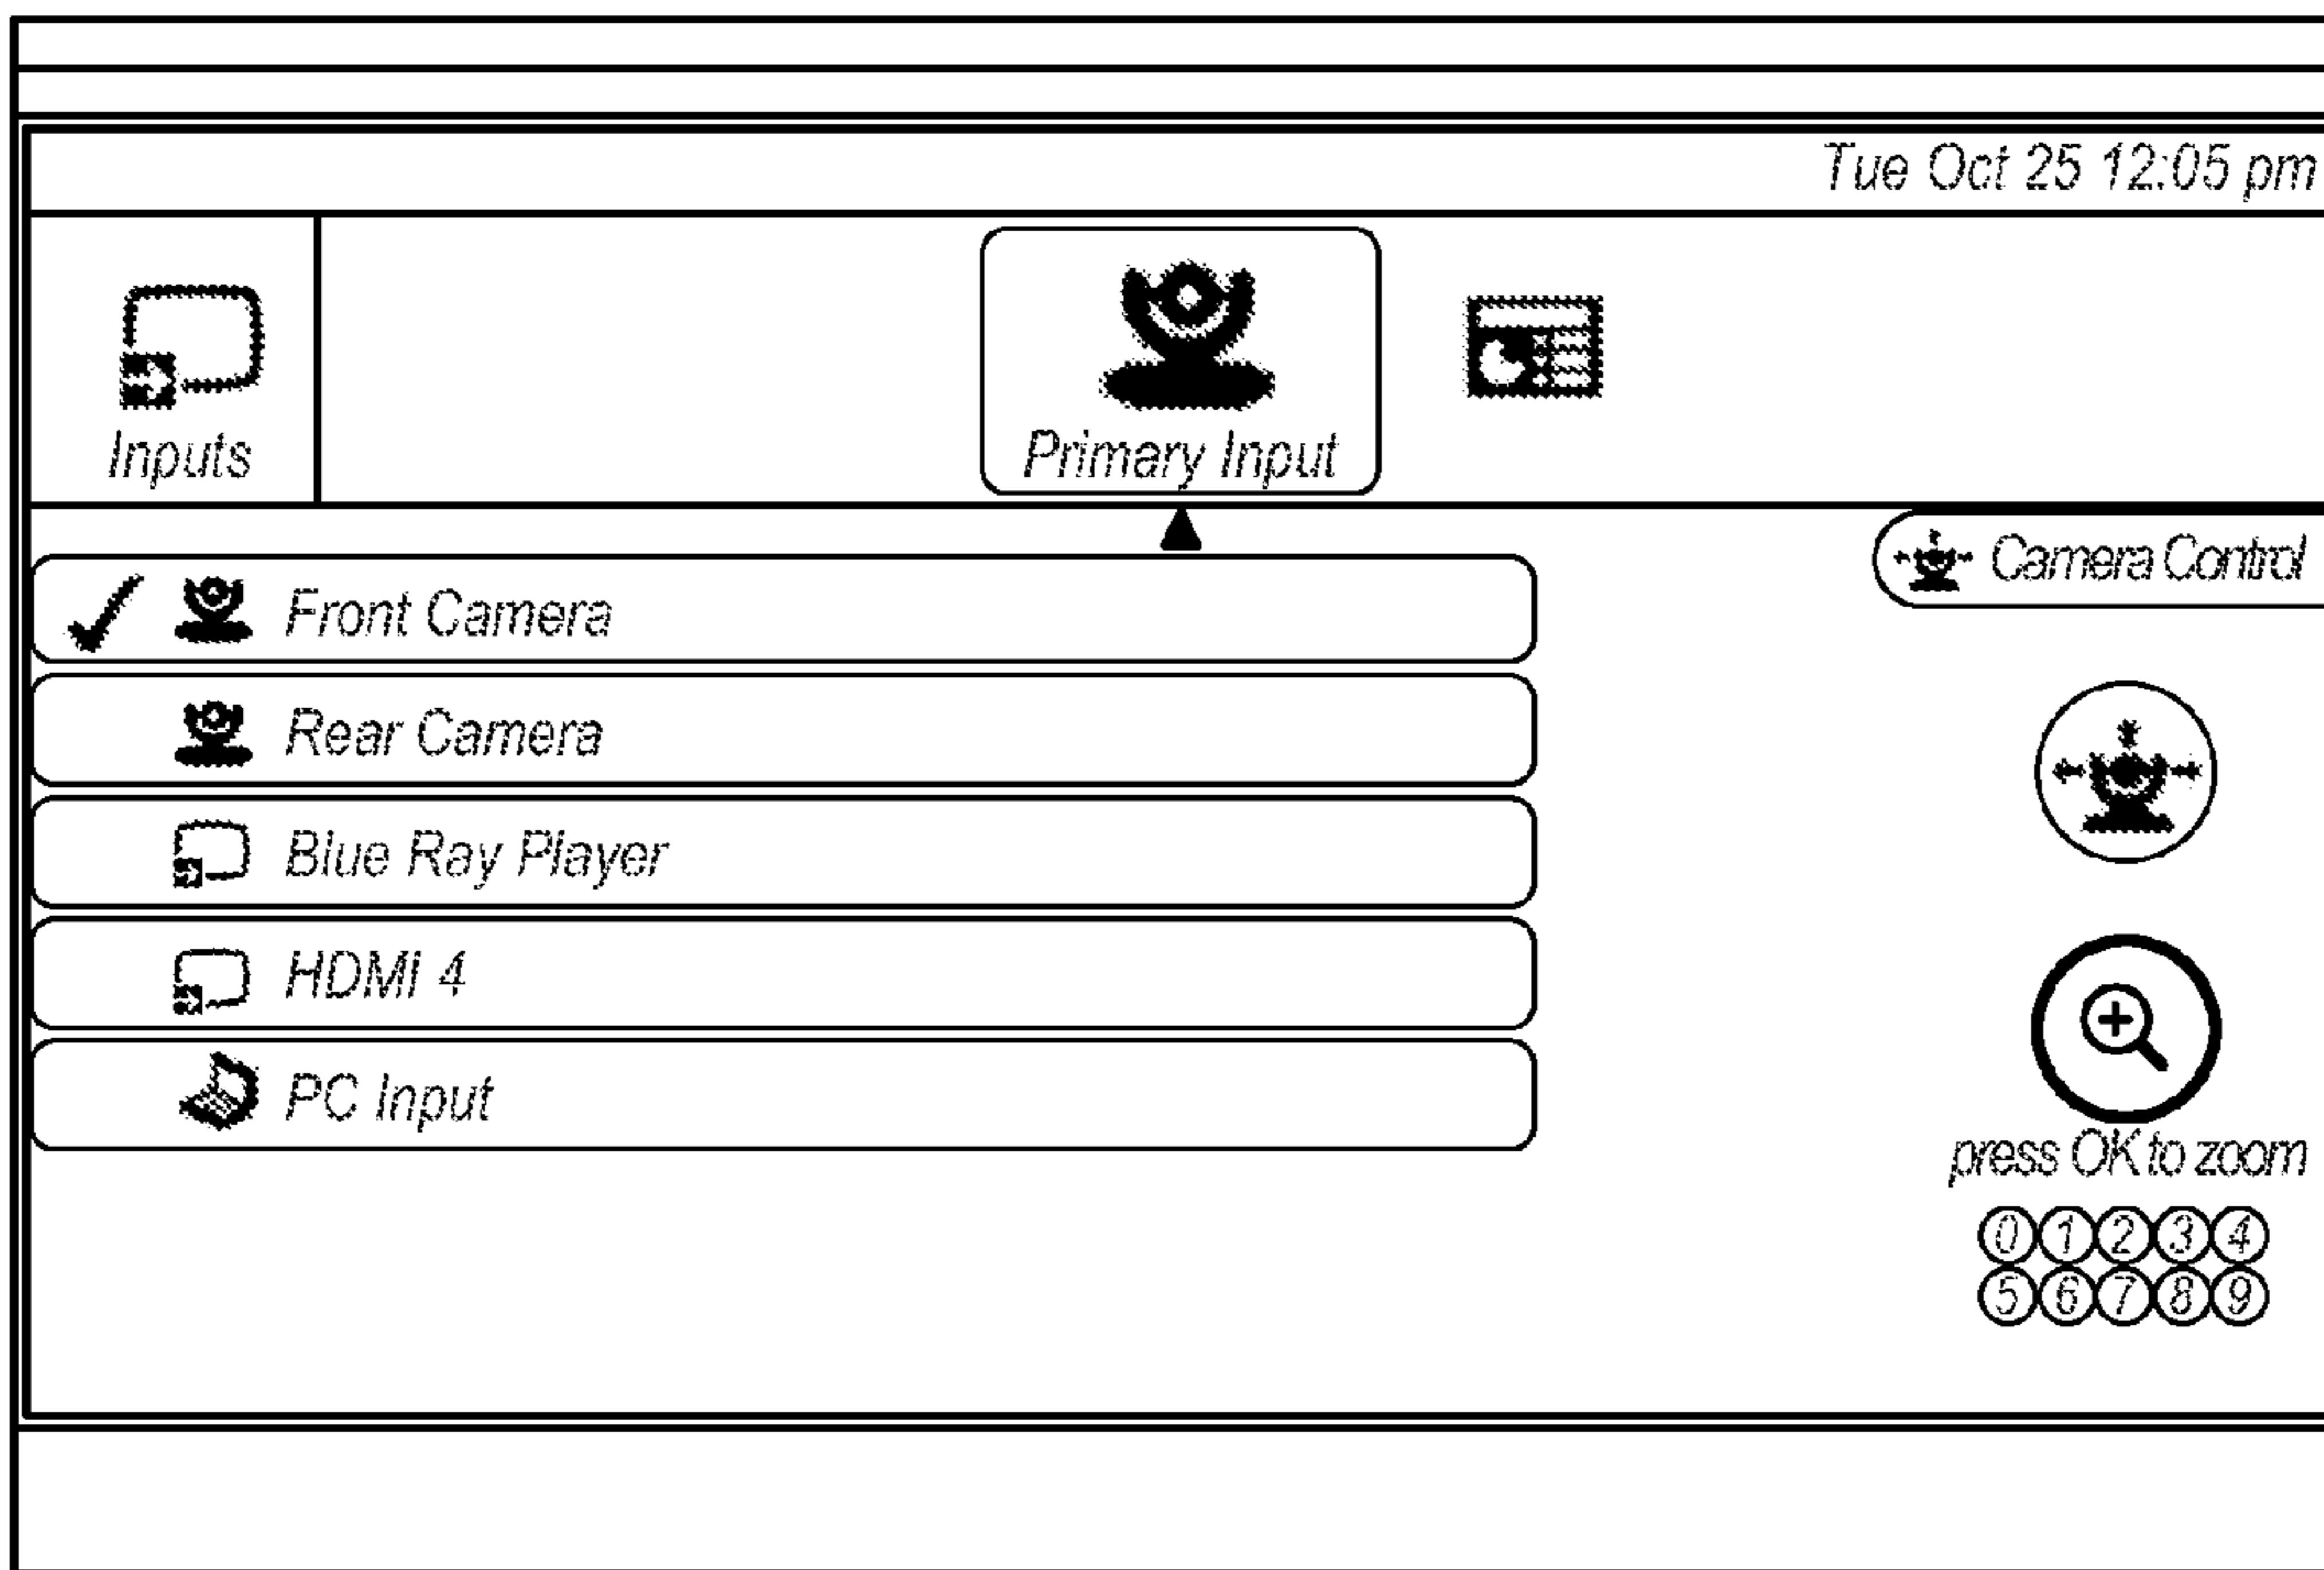 Tue Oct 25 12:05 pm
Inputs
Primary Input
Camera Control
Front Camera
Rear Camera
Blue Ray Player
HDMI 4
PC Input
press OK to zoom
0 1 2 3 4
5 6 7 8 9